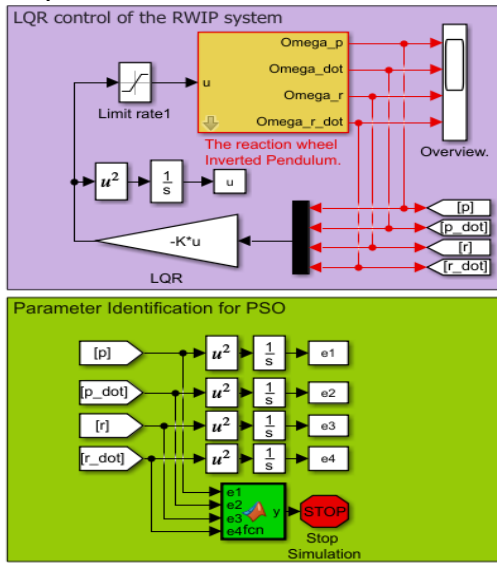 LQR control of the RWIP system
Omega_p
Omega_dot
Omega_r
Omega_r_dot
u
Limit rate1
The reaction wheel
Inverted Pendulum.
Overview.
u²
1
s
u
[p]
[p_dot]
[r]
[r_dot]
-K*u
LQR
Parameter Identification for PSO
[p]
u²
1
s
e1
[p_dot]
u²
1
s
e2
[r]
u²
1
s
e3
[r_dot]
u²
1
s
e4
e1
e2
e3
e4
fcn
y
STOP
Stop
Simulation